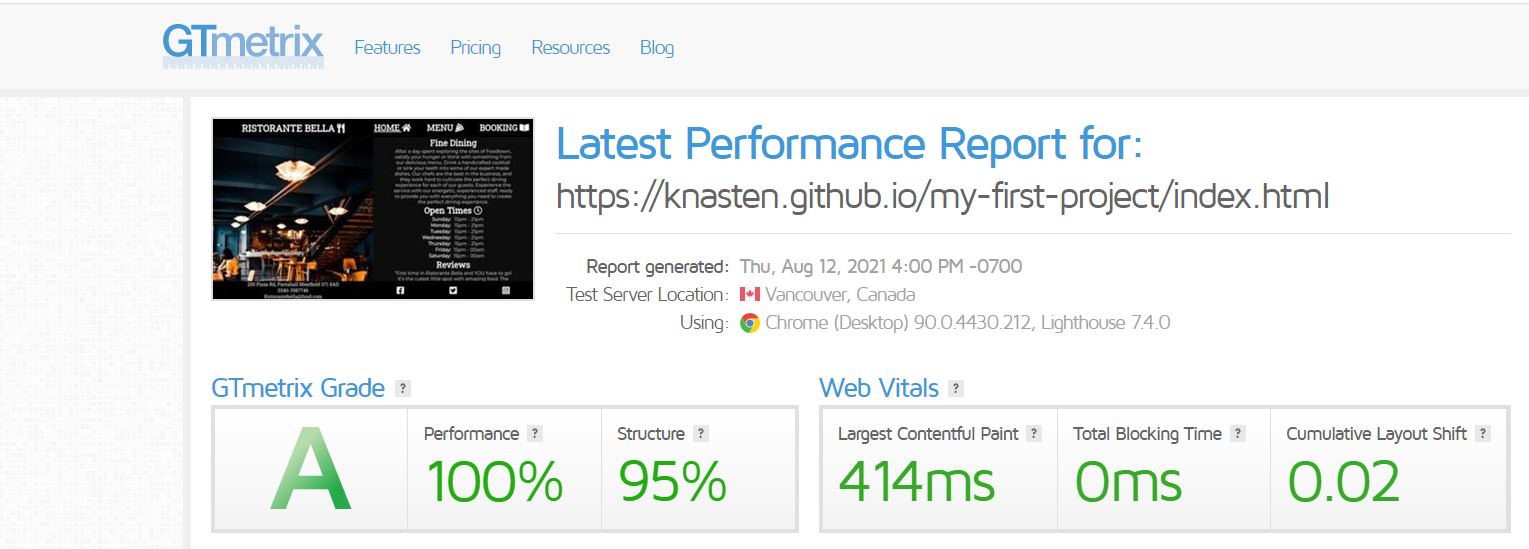 GTmetrix
Features Pricing Resources Blog
RISTORANTE BELLA HOME MENU BOOKING
Fine Dining
After a day spent exploring the sites of Foodtown,
satisfy your hunger or thirst with something from
our delicious menu. Drink a handcrafted cocktail
or sink your teeth into some of our expert made
dishes. Our chefs are the best in the business, and
they work hard to cultivate the perfect dining
experience for each of our guests. Experience the
service with our energetic, experienced staff, ready
to provide you with everything you need to create
the perfect dining experience.
Open Times
Sunday: 15pm - 21pm
Monday: 15pm - 21pm
Tuesday: 15pm - 21pm
Wednesday: 15pm - 21pm
Thursday: 15pm - 21pm
Friday: 15pm - 00am
Saturday: 15pm - 00am
Reviews
"First time in Ristorante Bella and YOU have to go!
It's the cutest little spot with amazing food. The
Latest Performance Report for:
https://knasten.github.io/my-first-project/index.html
Report generated: Thu, Aug 12, 2021 4:00 PM -0700
Test Server Location: Vancouver, Canada
Using: Chrome (Desktop) 90.0.4430.212, Lighthouse 7.4.0
GTmetrix Grade ?
A
Performance ?
100%
Structure ?
95%
Web Vitals ?
Largest Contentful Paint ?
414ms
Total Blocking Time ?
0ms
Cumulative Layout Shift ?
0.02